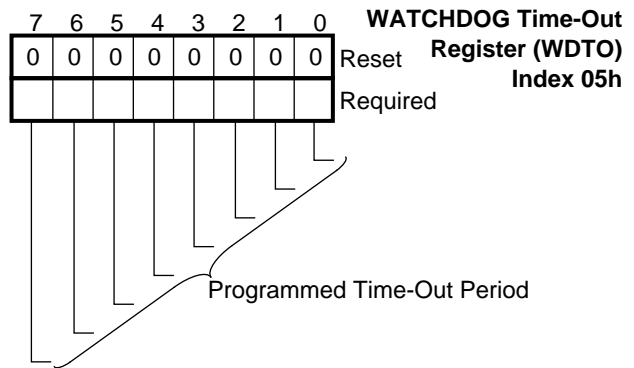 7 6 5 4 3 2 1 0
WATCHDOG Time-Out
Register (WDTO)
Index 05h
0 0 0 0 0 0 0 0 Reset
Required
Programmed Time-Out Period